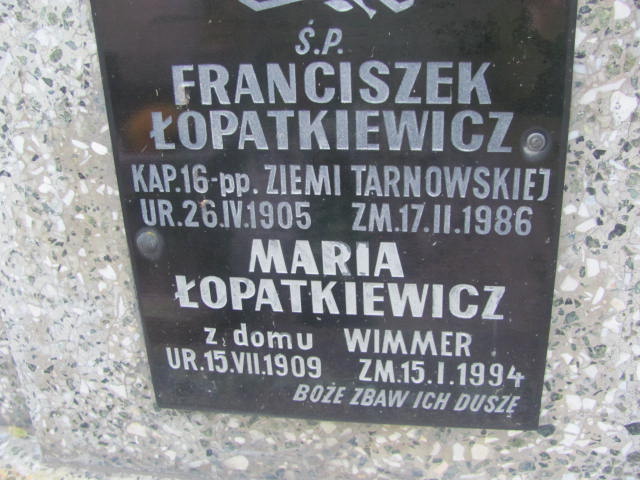 Ś.P.
FRANCISZEK
ŁOPATKIEWICZ
KAP.16-pp. ZIEMI TARNOWSKIEJ
UR.26.IV.1905 ZM.17.II.1986
MARIA
ŁOPATKIEWICZ
z domu WIMMER
UR.15.VII.1909 ZM.15.I.1994
BOŻE ZBAW ICH DUSZE